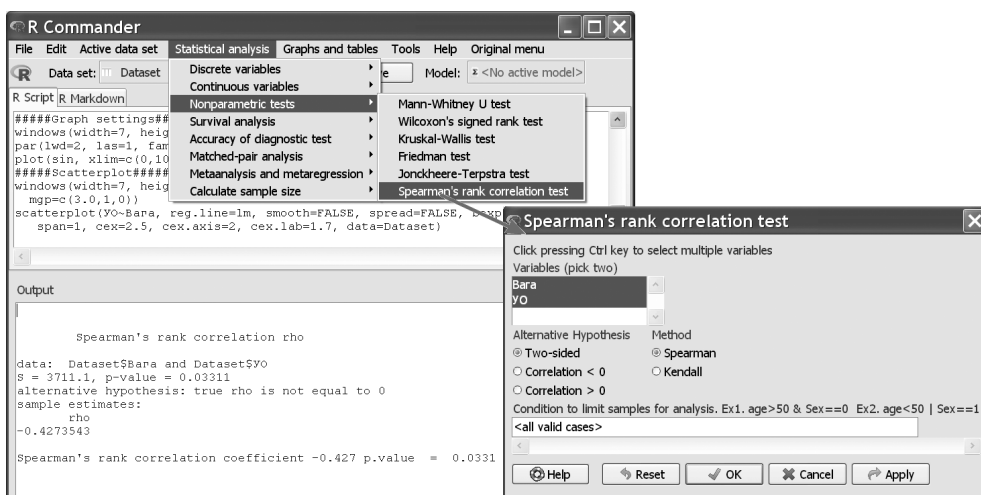 R Commander
File Edit Active data set Statistical analysis Graphs and tables Tools Help Original menu
Data set: Dataset Model: Σ <No active model>
R Script R Markdown
Discrete variables
Continuous variables
Nonparametric tests
Survival analysis
Accuracy of diagnostic test
Matched-pair analysis
Metaanalysis and metaregression
Calculate sample size
Mann-Whitney U test
Wilcoxon's signed rank test
Kruskal-Wallis test
Friedman test
Jonckheere-Terpstra test
Spearman's rank correlation test
#####Graph settings##
windows(width=7, heig
par(lwd=2, las=1, fam
plot(sin, xlim=c(0,10
#####Scatterplot#####
windows(width=7, heig
mgp=c(3.0,1,0))
scatterplot(УО~Вага, reg.line=lm, smooth=FALSE, spread=FALSE,
span=1, cex=2.5, cex.axis=2, cex.lab=1.7, data=Dataset)
Output
Spearman's rank correlation rho
data: Dataset$Вага and Dataset$УО
S = 3711.1, p-value = 0.03311
alternative hypothesis: true rho is not equal to 0
sample estimates:
rho
-0.4273543
Spearman's rank correlation coefficient -0.427 p.value = 0.0331
Spearman's rank correlation test
Click pressing Ctrl key to select multiple variables
Variables (pick two)
Вага
УО
Alternative Hypothesis Method
Two-sided Spearman
Correlation < 0 Kendall
Correlation > 0
Condition to limit samples for analysis. Ex1. age>50 & Sex==0 Ex2. age<50 | Sex==1
<all valid cases>
Help Reset OK Cancel Apply